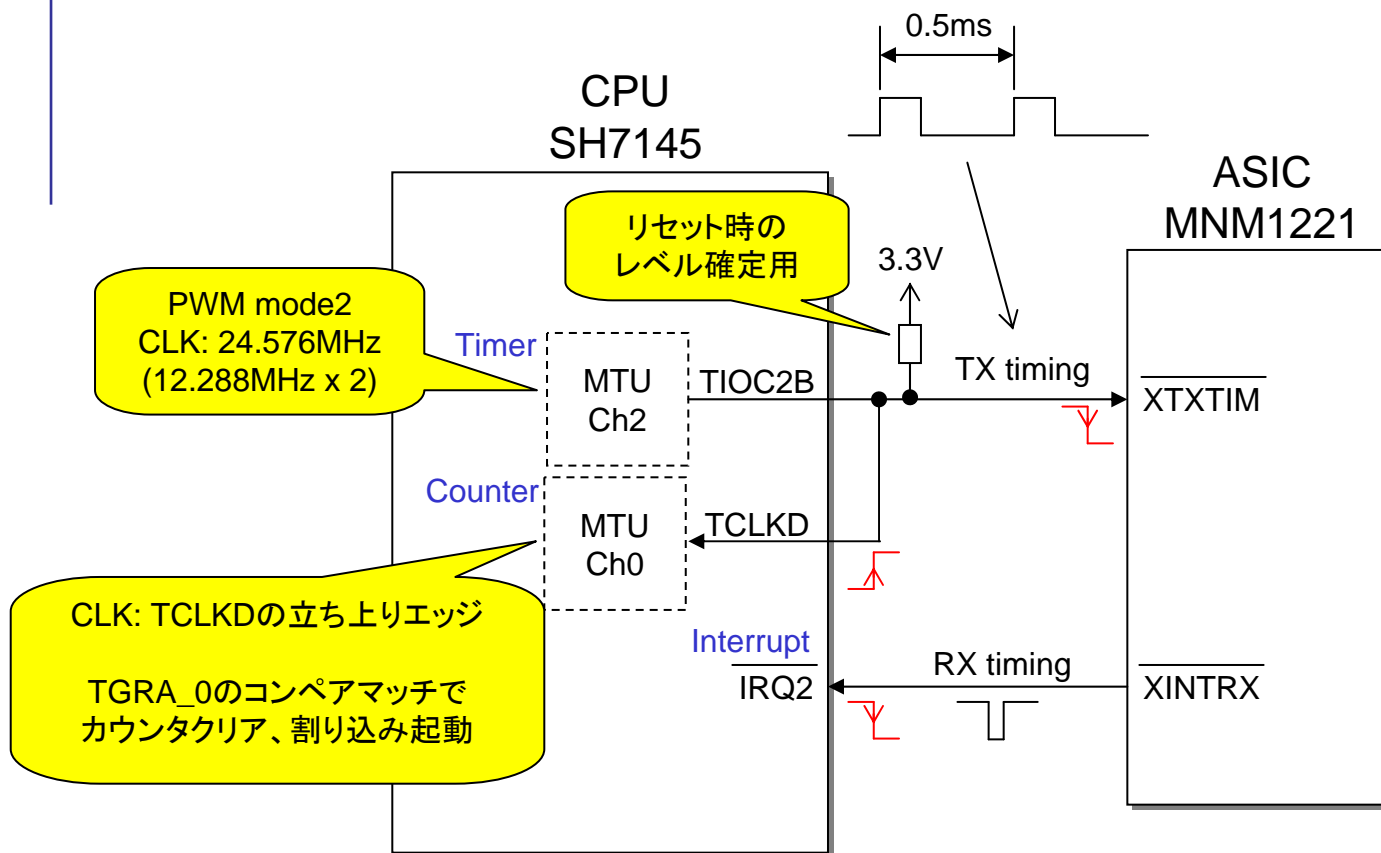 0.5ms
CPU
SH7145
ASIC
MNM1221
リセット時の
レベル確定用
3.3V
PWM mode2
CLK: 24.576MHz
(12.288MHz x 2)
Timer
MTU
Ch2
TIOC2B
TX timing
XTXTIM
Counter
MTU
Ch0
TCLKD
CLK: TCLKDの立ち上りエッジ
TGRA_0のコンペアマッチで
カウンタクリア、割り込み起動
Interrupt
IRQ2
RX timing
XINTRX